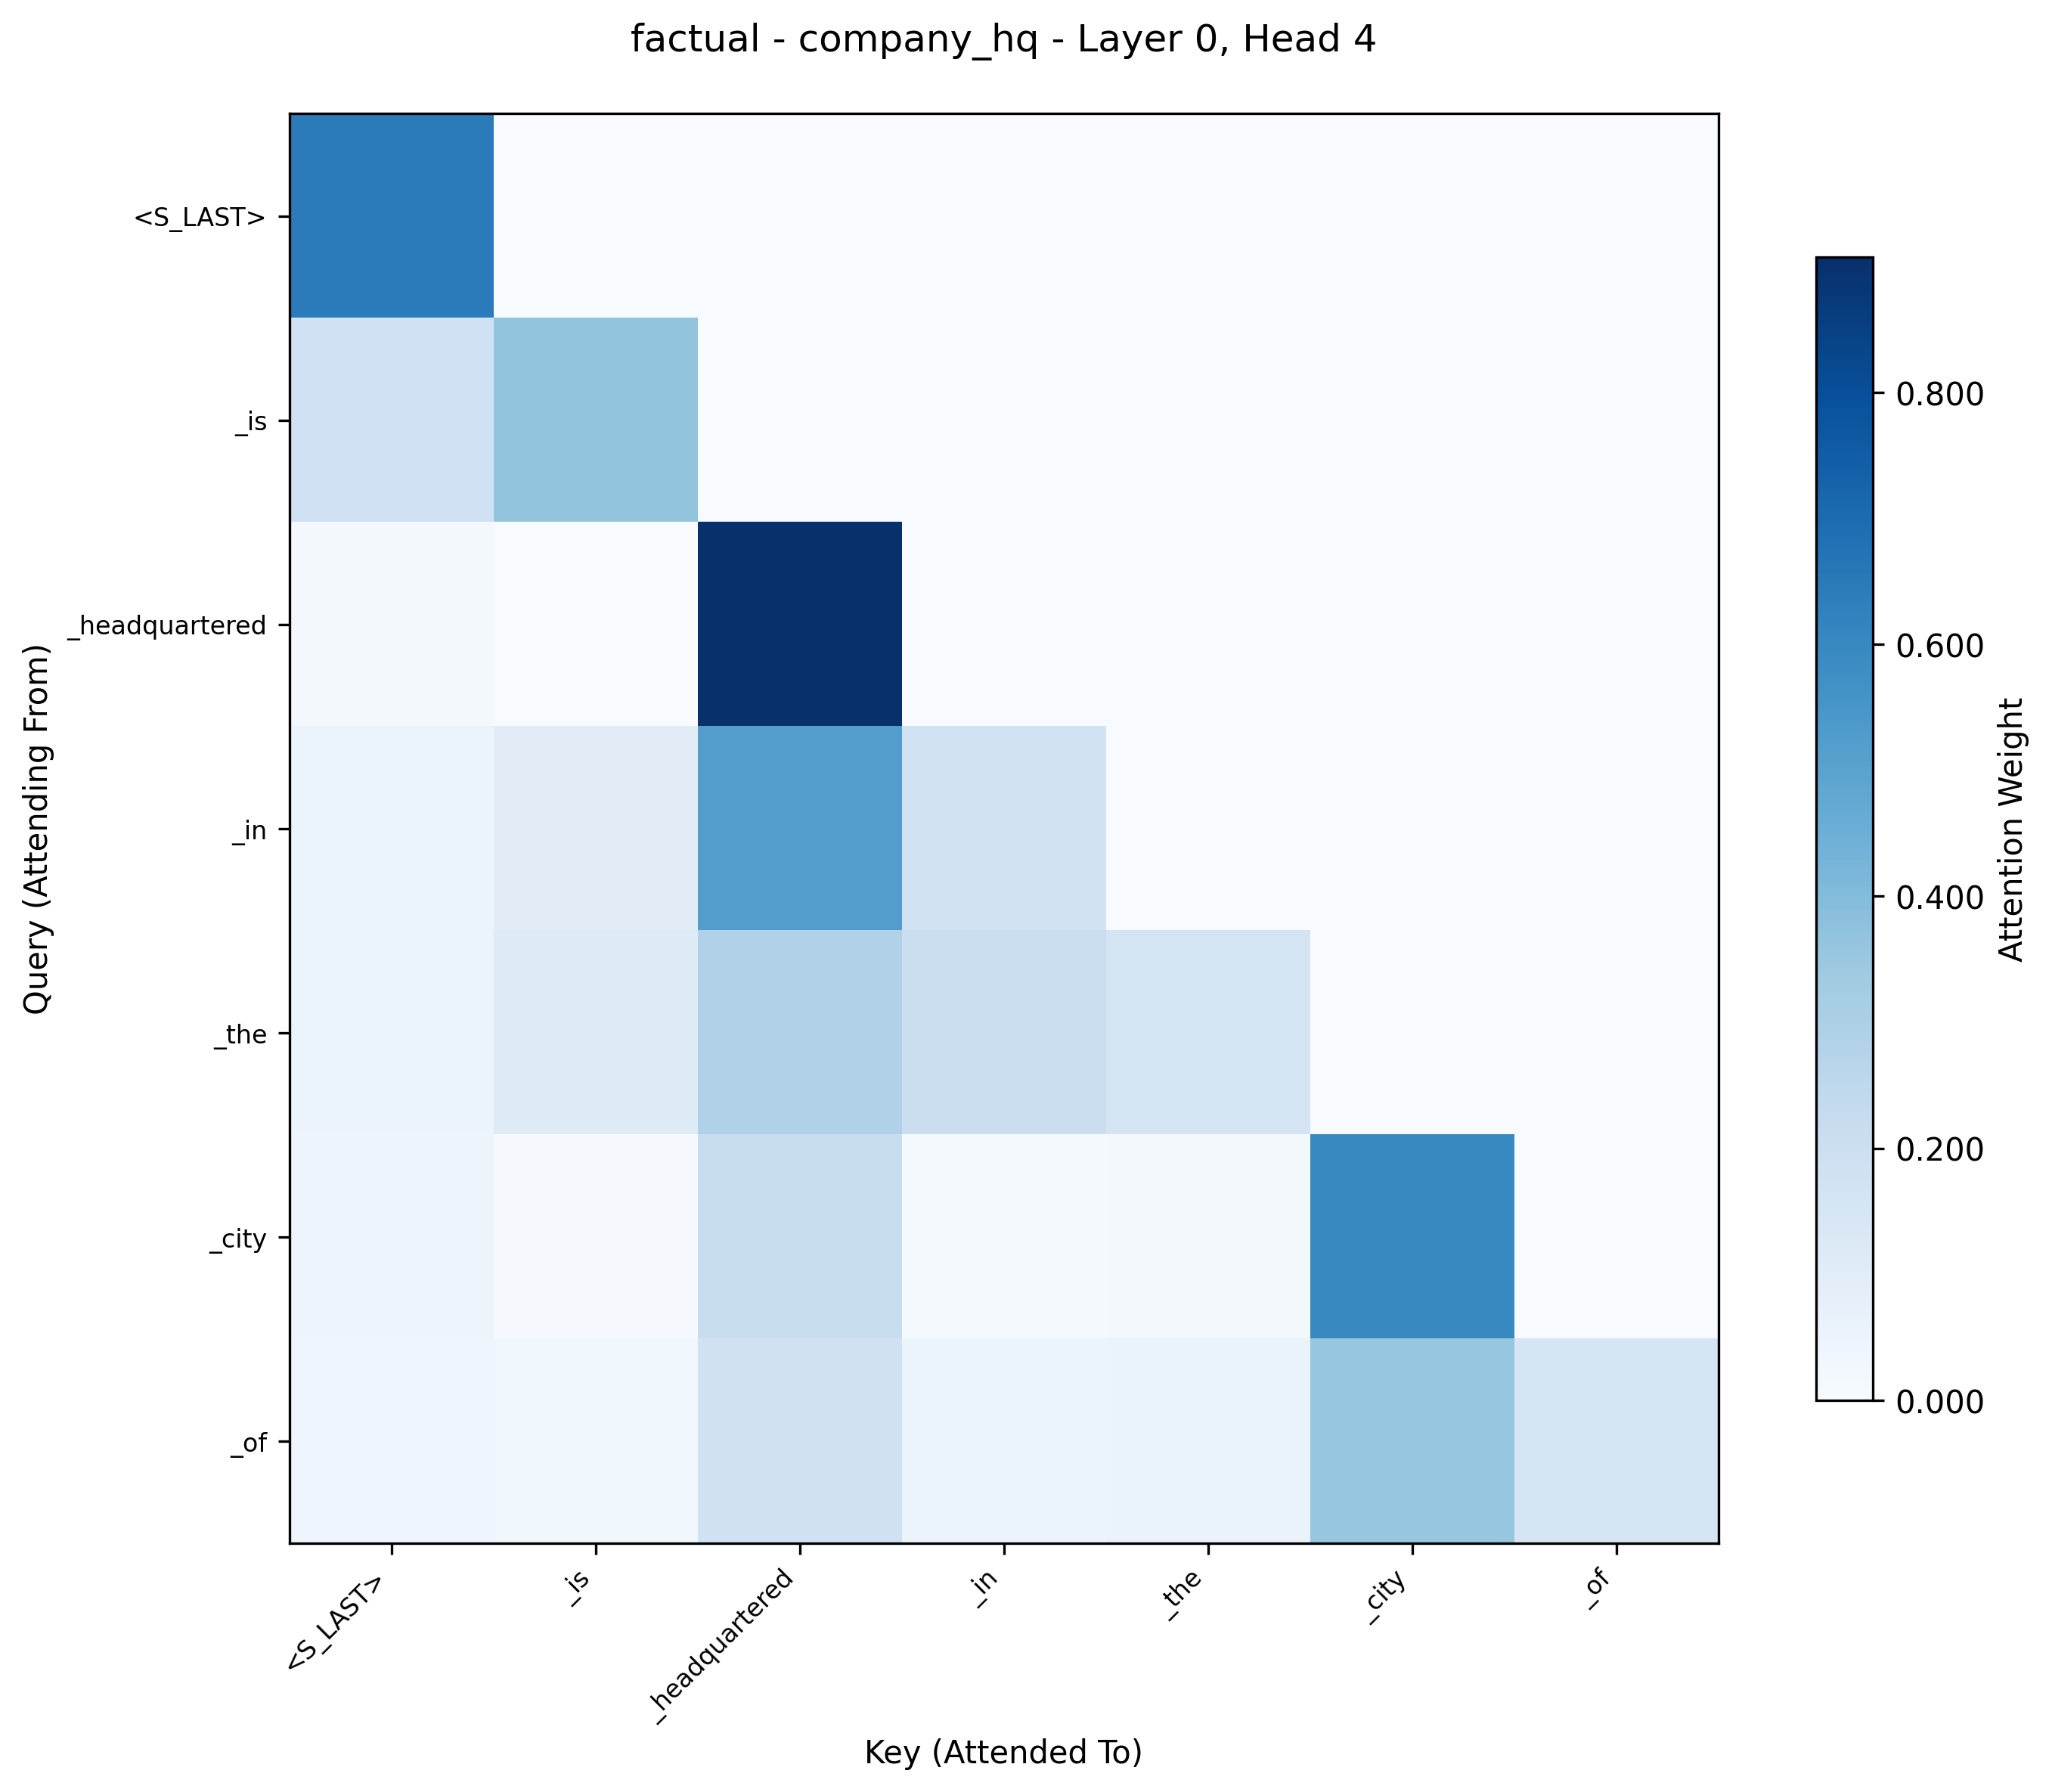 factual - company_hq - Layer 0, Head 4
Query (Attending From)
<S_LAST>
_is
_headquartered
_in
_the
_city
_of
<S_LAST>
_is
_headquartered
_in
_the
_city
_of
Key (Attended To)
0.800
0.600
0.400
0.200
0.000
Attention Weight